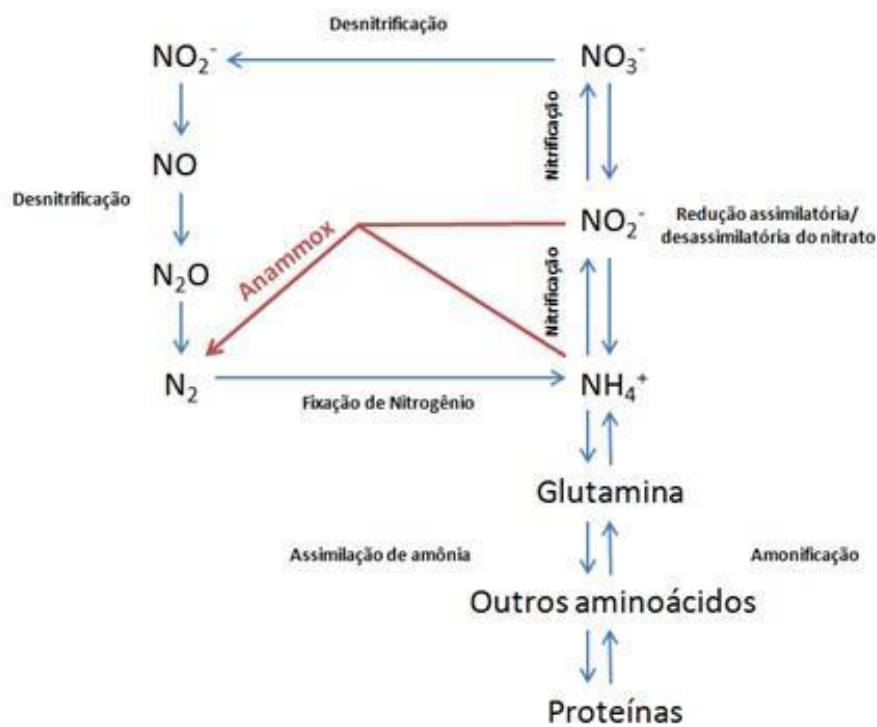 Desnitrificação
NO₂⁻
NO₃⁻
Nitrificação
NO
Desnitrificação
NO₂⁻
Redução assimilatória/
desassimilatória do nitrato
Anammox
N₂O
Nitrificação
N₂
NH₄⁺
Fixação de Nitrogênio
Glutamina
Assimilação de amônia
Amonificação
Outros aminoácidos
Proteínas